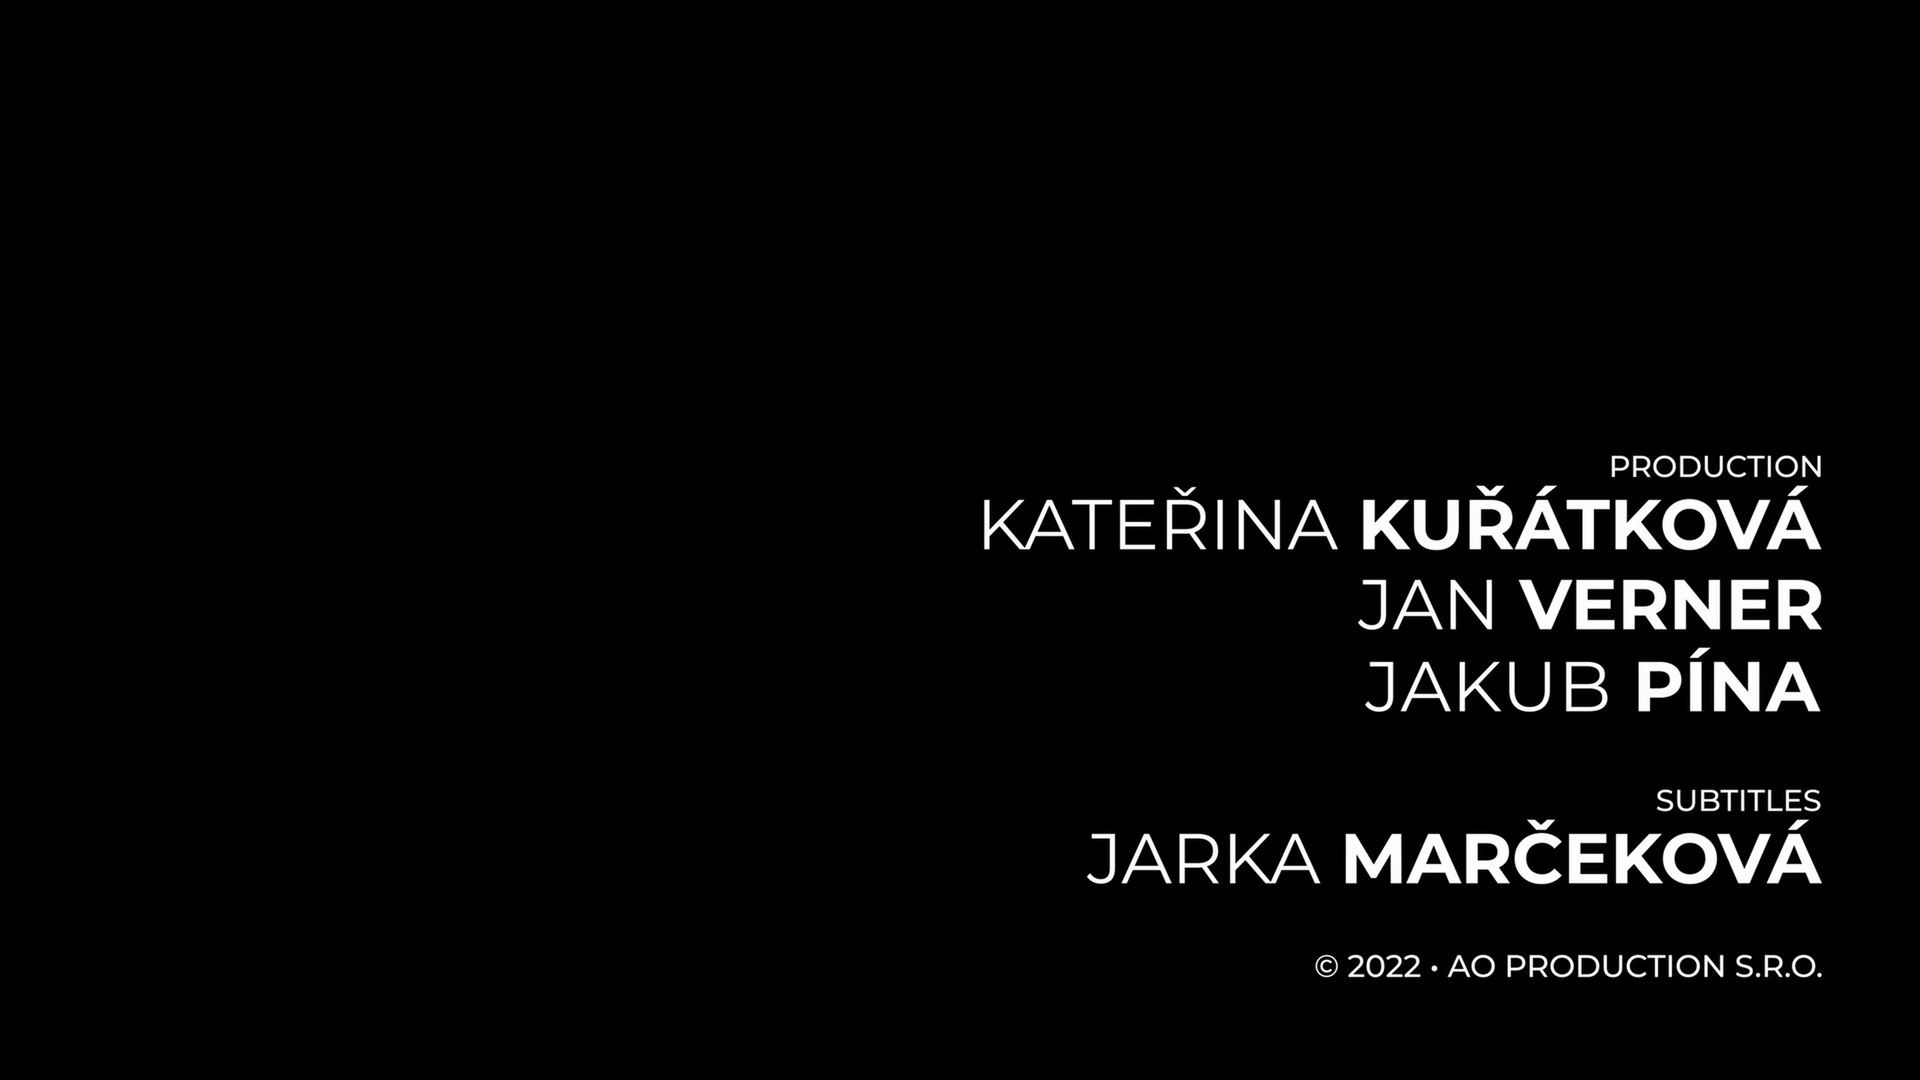 PRODUCTION
KATEŘINA KUŘÁTKOVÁ
JAN VERNER
JAKUB PÍNA
SUBTITLES
JARKA MARČEKOVÁ
© 2022 • AO PRODUCTION S.R.O.